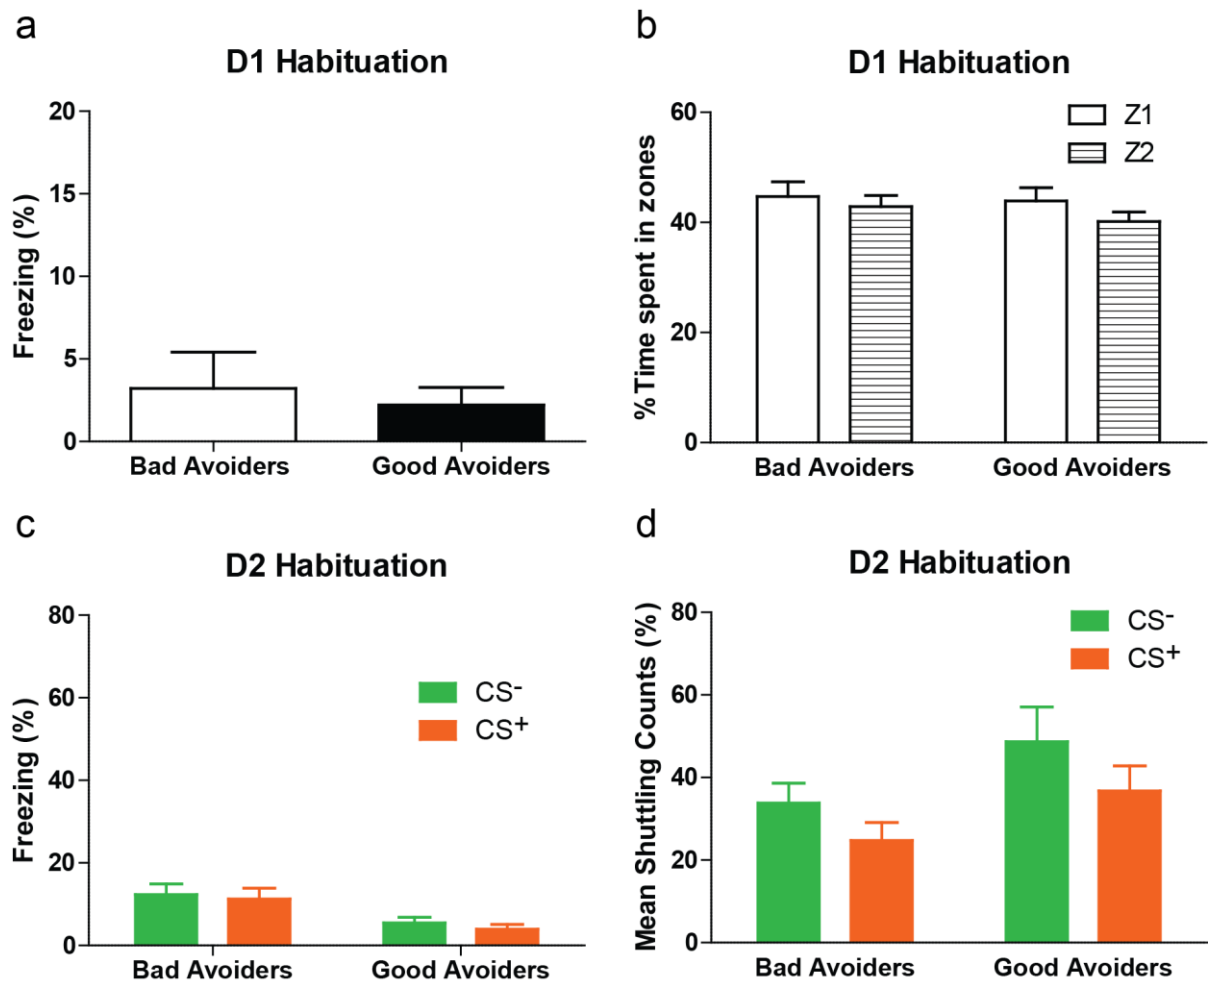 a
D1 Habituation
Freezing (%)
20
15
10
5
0
Bad Avoiders
Good Avoiders
b
D1 Habituation
% Time spent in zones
60
40
20
0
Z1
Z2
Bad Avoiders
Good Avoiders
c
D2 Habituation
Freezing (%)
80
60
40
20
0
CS⁻
CS⁺
Bad Avoiders
Good Avoiders
d
D2 Habituation
Mean Shuttling Counts (%)
80
60
40
20
0
CS⁻
CS⁺
Bad Avoiders
Good Avoiders